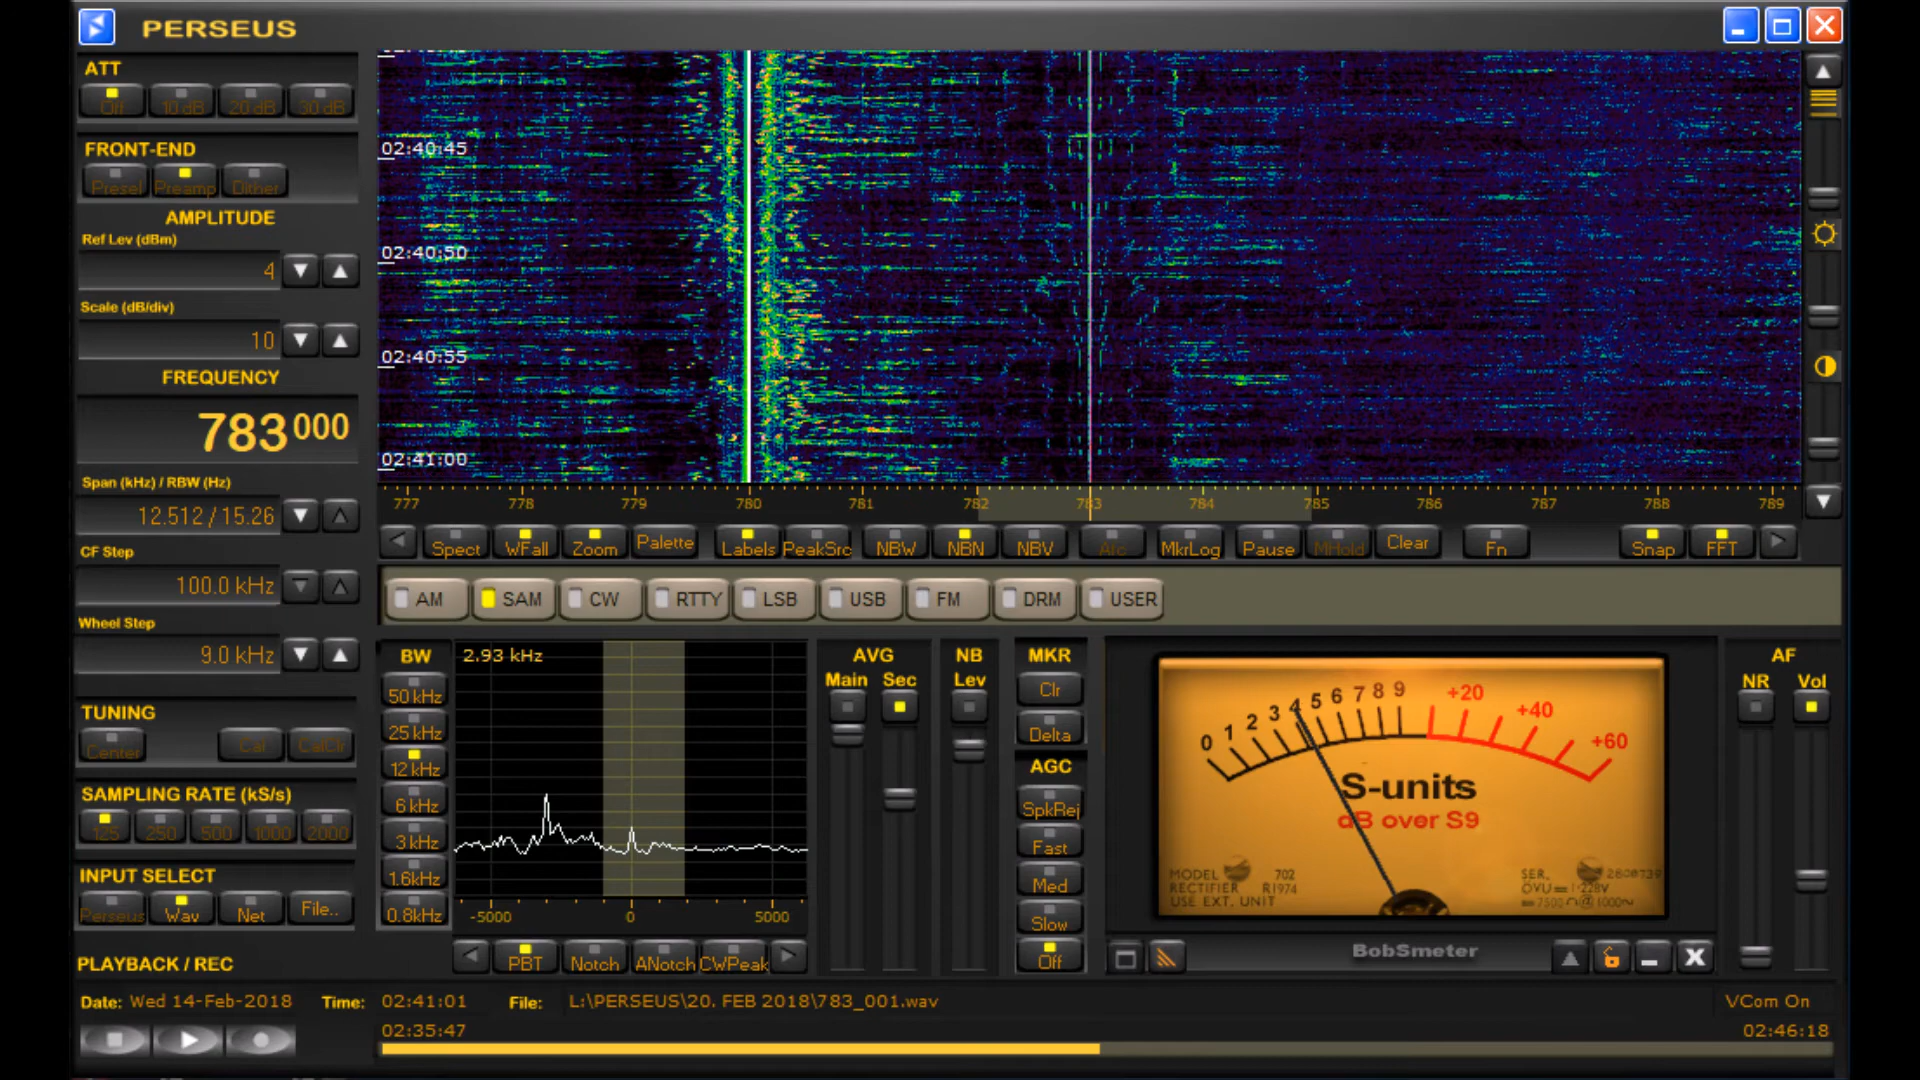 PERSEUS
ATT
Off 10 dB 20 dB 30 dB
FRONT-END
Presel Preamp Dither
AMPLITUDE
Ref Lev (dBm)
4
Scale (dB/div)
10
FREQUENCY
783 000
Span (kHz) / RBW (Hz)
12.512 / 15.26
CF Step
100.0 kHz
Wheel Step
9.0 kHz
TUNING
Center Cal CalClr
SAMPLING RATE (kS/s)
125 250 500 1000 2000
INPUT SELECT
Perseus Wav Net File..
PLAYBACK / REC
02:40:45
02:40:50
02:40:55
02:41:00
777 778 779 780 781 782 783 784 785 786 787 788 789
Spect WFall Zoom Palette Labels PeakSrc NBW NBN NBV MkrLog Pause MHold Clear Fn Snap FFT
AM SAM CW RTTY LSB USB FM DRM USER
BW
50 kHz
25 kHz
12 kHz
6 kHz
3 kHz
1.6kHz
0.8kHz
2.93 kHz
-5000 0 5000
PBT Notch ANotch CWPeak
AVG
Main Sec
NB
Lev
MKR
Clr
Delta
AGC
SpkRej
Fast
Med
Slow
Off
0 1 2 3 4 5 6 7 8 9 +20 +40 +60
S-units
dB over S9
MODEL 702
RECTIFIER R1974
USE EXT. UNIT
SER.
BobSmeter
AF
NR Vol
Date: Wed 14-Feb-2018 Time: 02:41:01 File: L:\PERSEUS\20. FEB 2018\783_001.wav VCom On
02:35:47 02:46:18